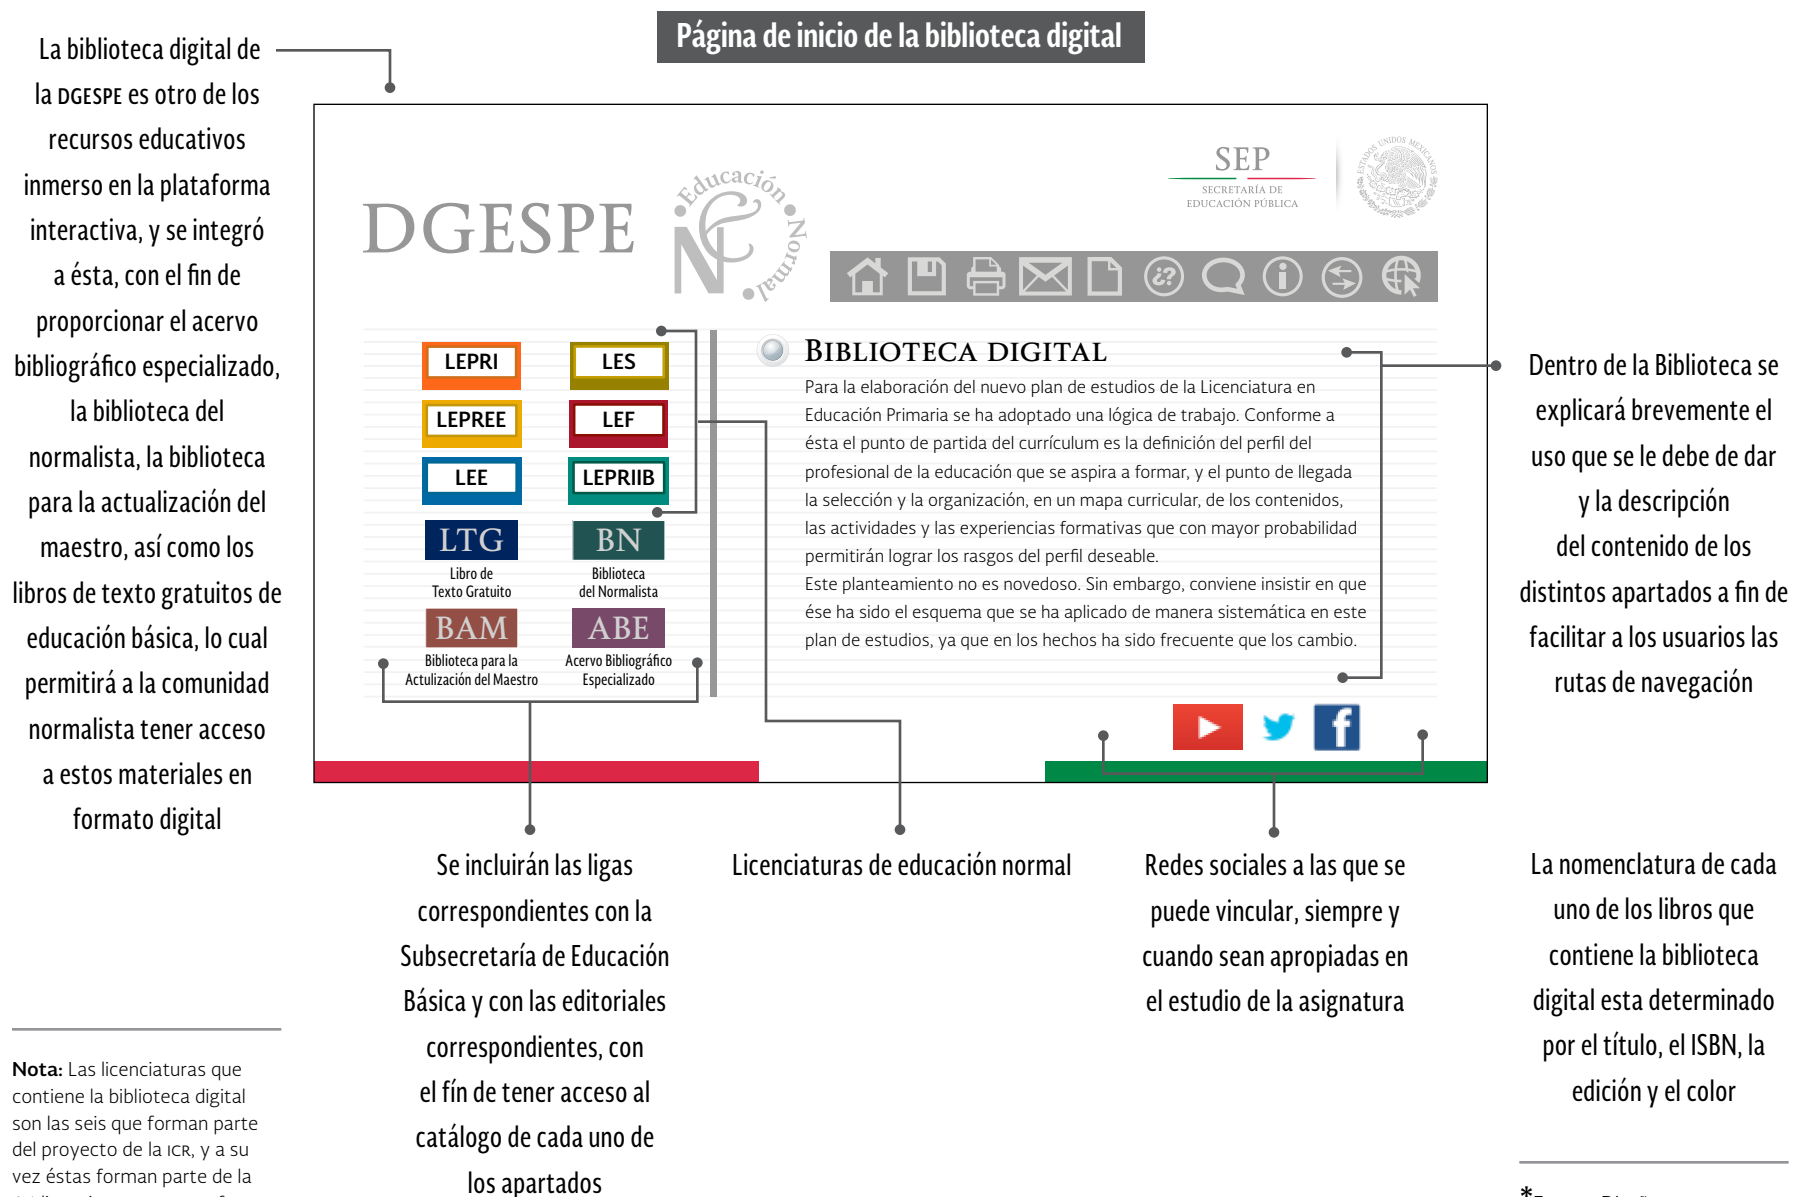 Página de inicio de la biblioteca digital
La biblioteca digital de
la DGESPE es otro de los
recursos educativos
inmerso en la plataforma
interactiva, y se integró
a ésta, con el fin de
proporcionar el acervo
bibliográfico especializado,
la biblioteca del
normalista, la biblioteca
para la actualización del
maestro, así como los
libros de texto gratuitos de
educación básica, lo cual
permitirá a la comunidad
normalista tener acceso
a estos materiales en
formato digital
DGESPE
Educación Normal
SEP
SECRETARÍA DE
EDUCACIÓN PÚBLICA
ESTADOS UNIDOS MEXICANOS
¿?
LEPRI
LES
LEPREE
LEF
LEE
LEPRIIB
LTG
BN
Libro de
Texto Gratuito
Biblioteca
del Normalista
BAM
ABE
Biblioteca para la
Actulización del Maestro
Acervo Bibliográfico
Especializado
BIBLIOTECA DIGITAL
Para la elaboración del nuevo plan de estudios de la Licenciatura en
Educación Primaria se ha adoptado una lógica de trabajo. Conforme a
ésta el punto de partida del currículum es la definición del perfil del
profesional de la educación que se aspira a formar, y el punto de llegada
la selección y la organización, en un mapa curricular, de los contenidos,
las actividades y las experiencias formativas que con mayor probabilidad
permitirán lograr los rasgos del perfil deseable.
Este planteamiento no es novedoso. Sin embargo, conviene insistir en que
ése ha sido el esquema que se ha aplicado de manera sistemática en este
plan de estudios, ya que en los hechos ha sido frecuente que los cambio.
Dentro de la Biblioteca se
explicará brevemente el
uso que se le debe de dar
y la descripción
del contenido de los
distintos apartados a fin de
facilitar a los usuarios las
rutas de navegación
Se incluirán las ligas
correspondientes con la
Subsecretaría de Educación
Básica y con las editoriales
correspondientes, con
el fín de tener acceso al
catálogo de cada uno de
los apartados
Licenciaturas de educación normal
Redes sociales a las que se
puede vincular, siempre y
cuando sean apropiadas en
el estudio de la asignatura
La nomenclatura de cada
uno de los libros que
contiene la biblioteca
digital esta determinado
por el título, el ISBN, la
edición y el color
Nota: Las licenciaturas que
contiene la biblioteca digital
son las seis que forman parte
del proyecto de la ICR, y a su
vez éstas forman parte de la